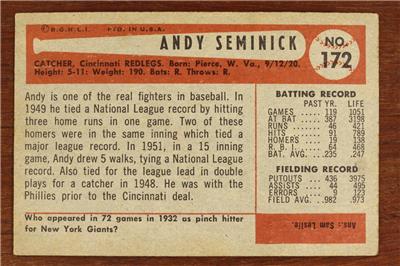 © B.G.H.L.I. PTD. IN U.S.A.
ANDY SEMINICK
NO. 172
CATCHER, Cincinnati REDLEGS. Born: Pierce, W. Va., 9/12/20.
Height: 5-11; Weight: 190. Bats: R. Throws: R.
Andy is one of the real fighters in baseball. In
1949 he tied a National League record by hitting
three home runs in one game. Two of these
homers were in the same inning which tied a
major league record. In 1951, in a 15 inning
game, Andy drew 5 walks, tying a National League
record. Also tied for the league lead in double
plays for a catcher in 1948. He was with the
Phillies prior to the Cincinnati deal.
Who appeared in 72 games in 1932 as pinch hitter
for New York Giants?
BATTING RECORD
PAST YR. LIFE
GAMES 119 1051
AT BAT 387 3198
RUNS 46 421
HITS
HOMERS 19 138
R. B. I. 64 468
BAT. AVG. .235 .247
FIELDING RECORD
PUTOUTS 436 3975
ASSISTS 44 495
ERRORS 9 123
FIELD AVG. .982 .973
Ans.: Sam Leslie.